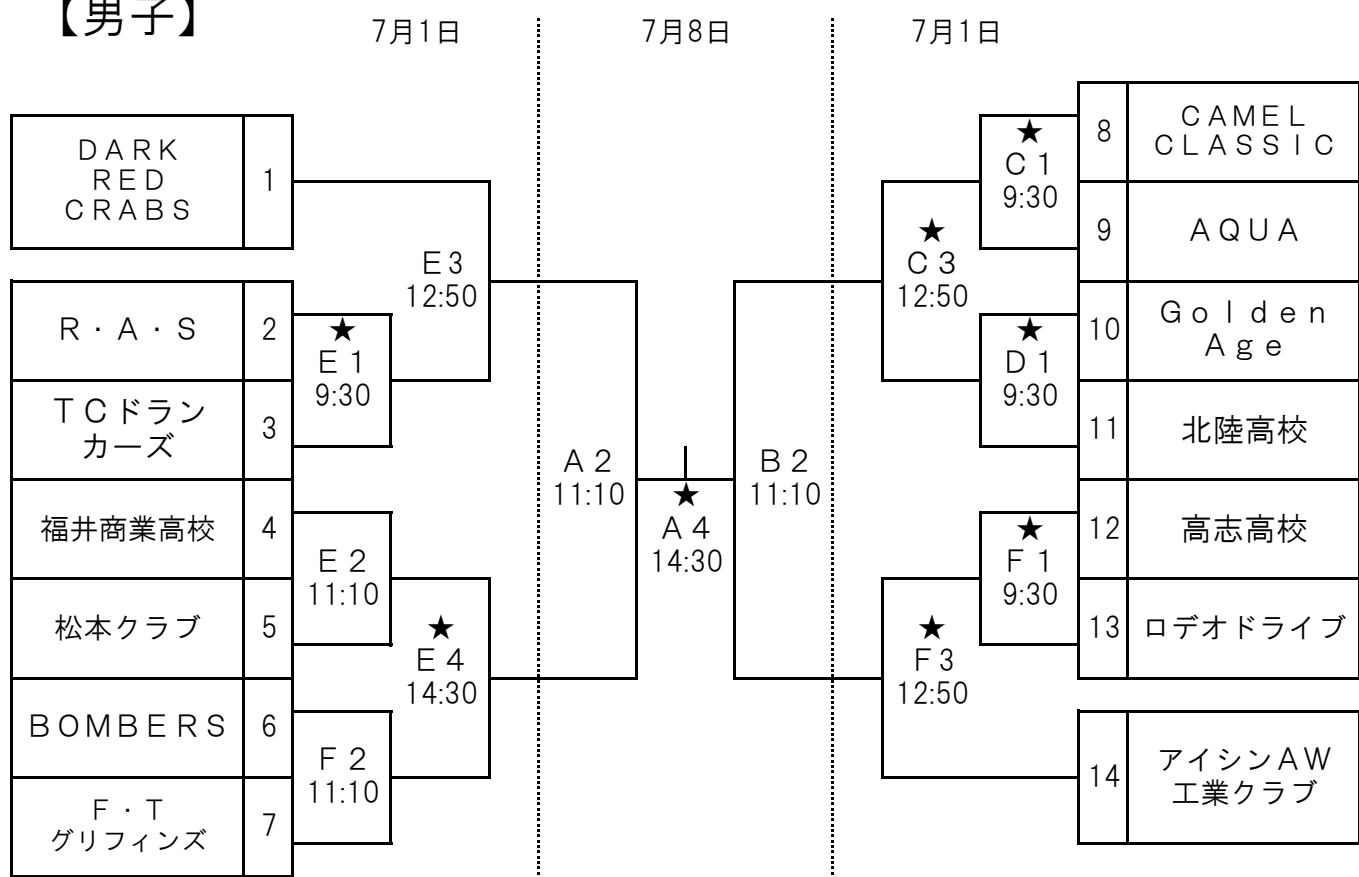 【男子】
7月1日
7月8日
7月1日
DARK
RED
CRABS
1
R・A・S
2
TCドラン
カーズ
3
福井商業高校
4
松本クラブ
5
BOMBERS
6
F・T
グリフィンズ
7
★
E1
9:30
E2
11:10
F2
11:10
E3
12:50
★
E4
14:30
A2
11:10
★
A4
14:30
B2
11:10
★
C3
12:50
★
F3
12:50
★
C1
9:30
★
D1
9:30
★
F1
9:30
8
CAMEL
CLASSIC
9
AQUA
10
Golden
Age
11
北陸高校
12
高志高校
13
ロデオドライブ
14
アイシンAW
工業クラブ